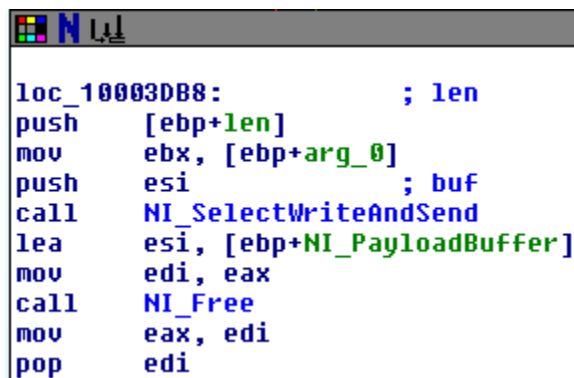 N
loc_10003DB8: ; len
push [ebp+len]
mov ebx, [ebp+arg_0]
push esi ; buf
call NI_SelectWriteAndSend
lea esi, [ebp+NI_PayloadBuffer]
mov edi, eax
call NI_Free
mov eax, edi
pop edi